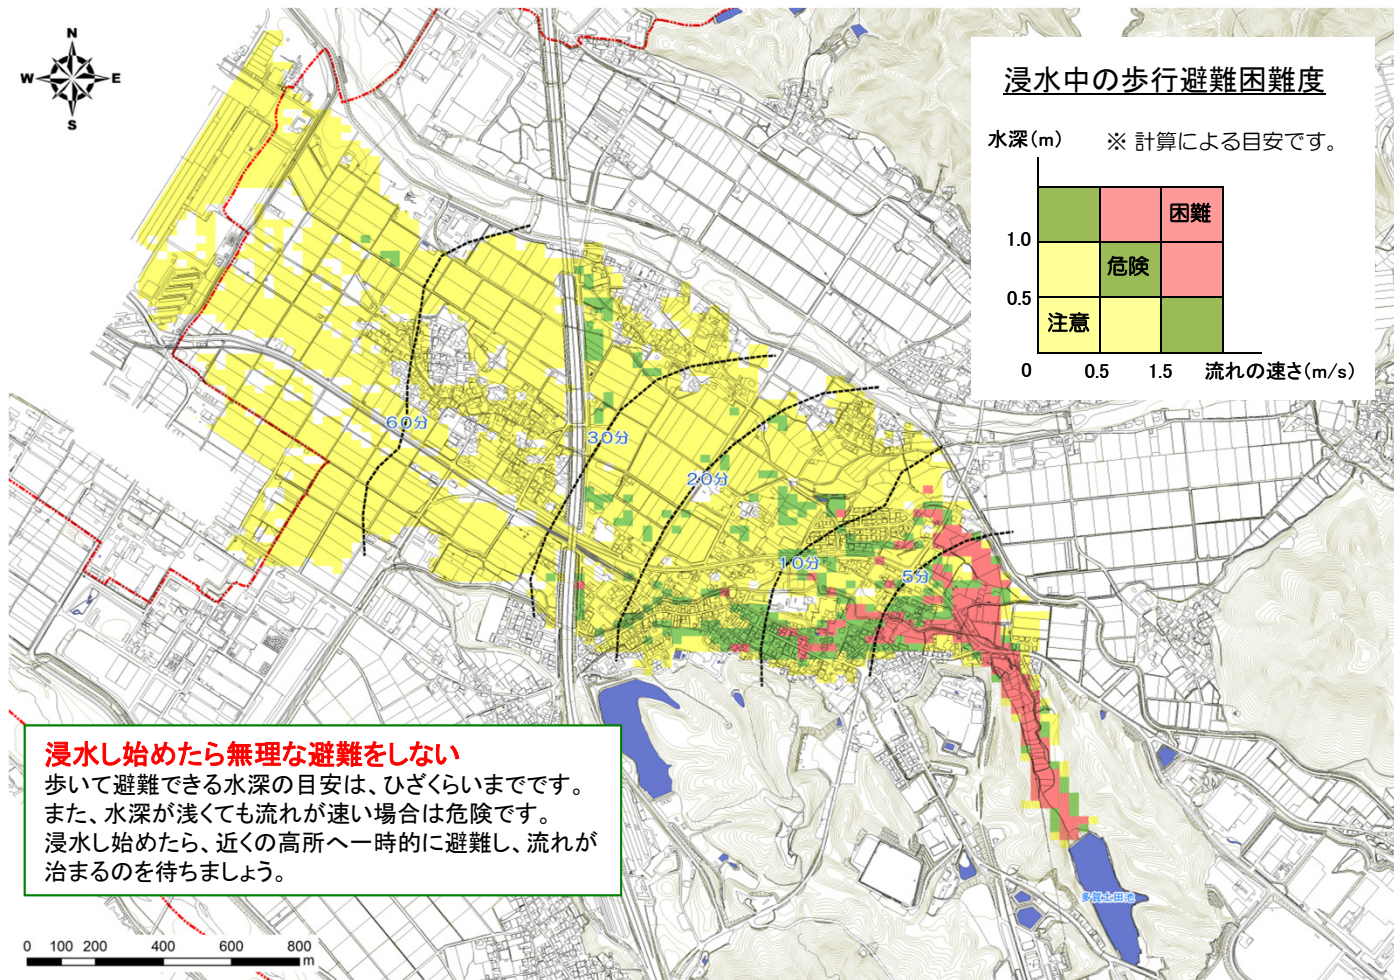 N
W E
S
浸水中の歩行避難困難度
水深(m) ※ 計算による目安です。
困難
1.0
危険
0.5
注意
0 0.5 1.5 流れの速さ(m/s)
60分
30分
20分
10分
5分
浸水し始めたら無理な避難をしない
歩いて避難できる水深の目安は、ひざくらいまでです。
また、水深が浅くても流れが速い場合は危険です。
浸水し始めたら、近くの高所へ一時的に避難し、流れが
治まるのを待ちましょう。
多賀土田池
0 100 200 400 600 800
m